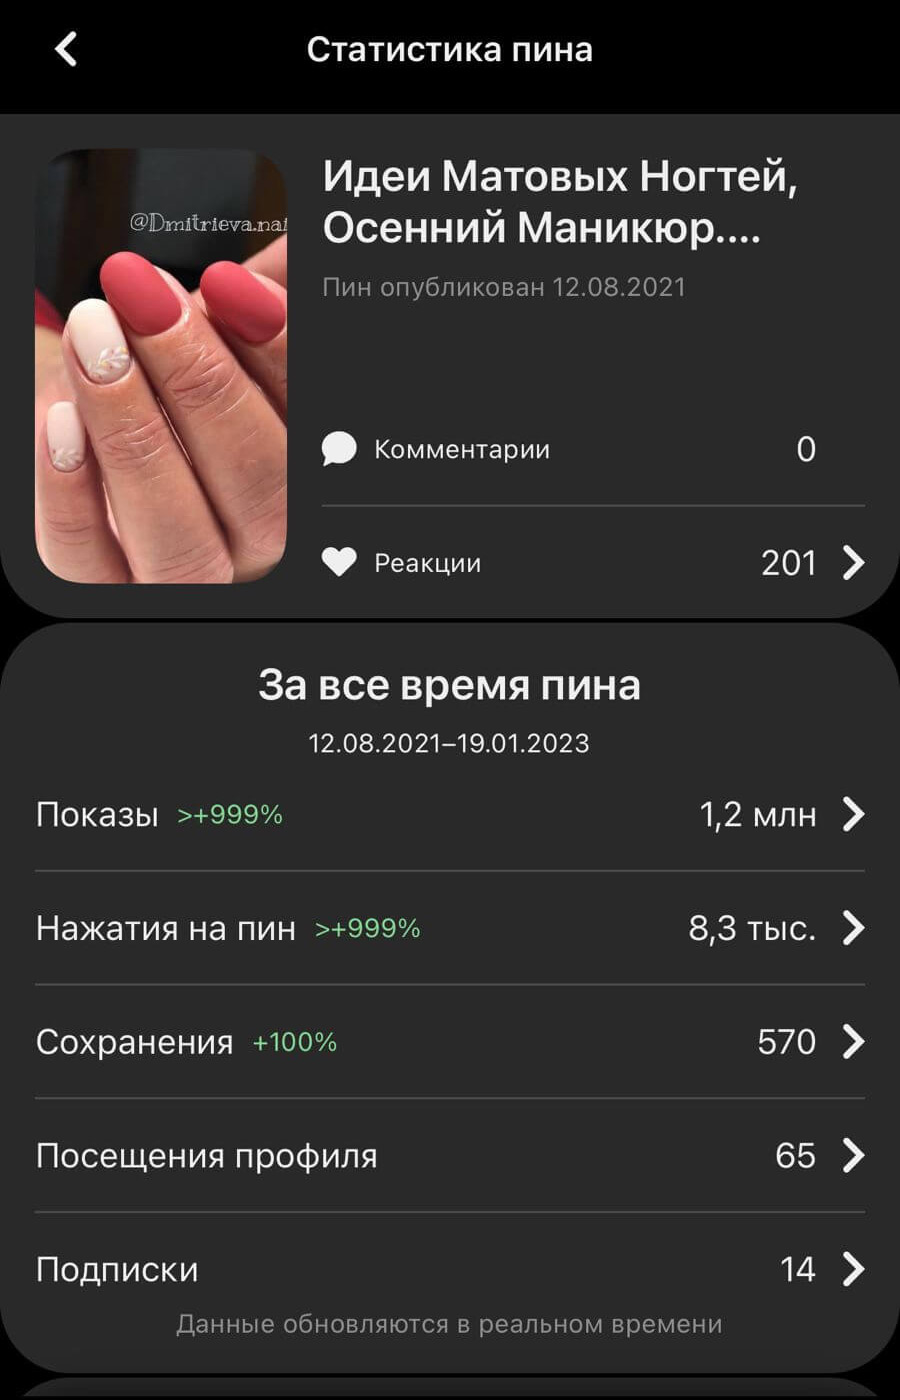 Статистика пина
@Dmitrieva.nai
Идеи Матовых Ногтей,
Осенний Маникюр....
Пин опубликован 12.08.2021
Комментарии 0
Реакции 201
За все время пина
12.08.2021–19.01.2023
Показы >+999% 1,2 млн
Нажатия на пин >+999% 8,3 тыс.
Сохранения +100% 570
Посещения профиля 65
Подписки 14
Данные обновляются в реальном времени